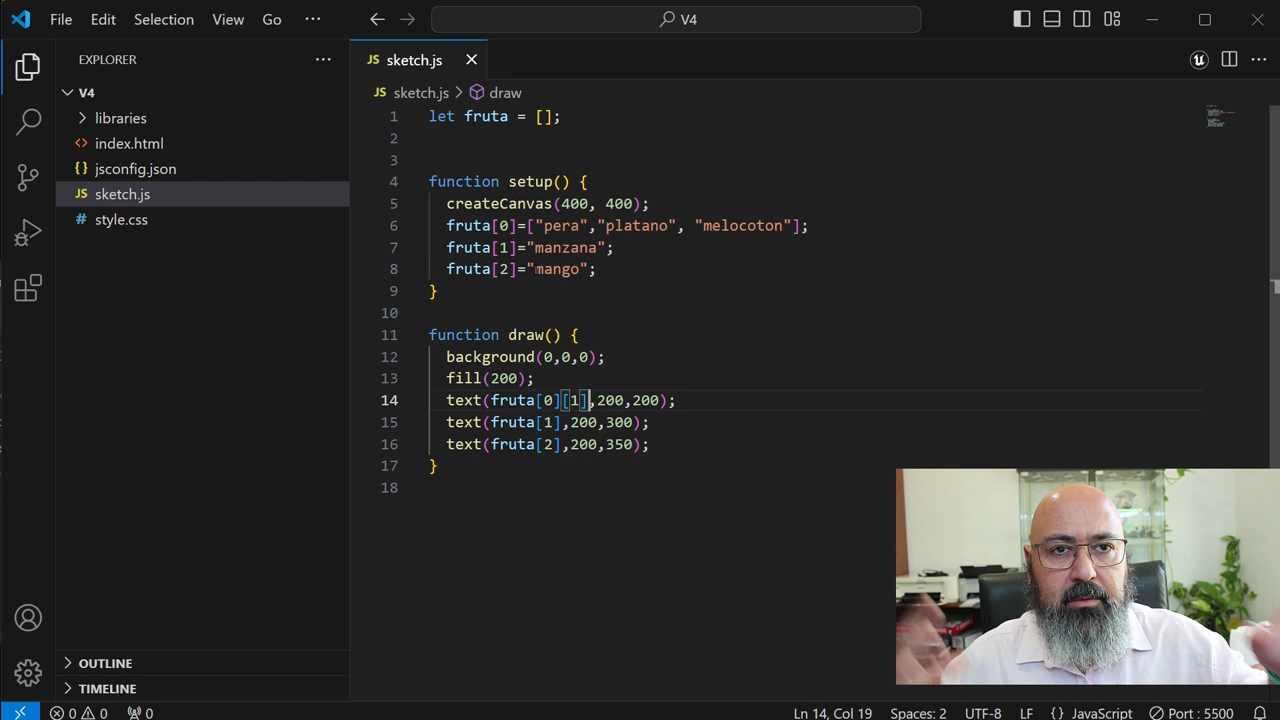 File Edit Selection View Go ··· V4
EXPLORER ···
JS sketch.js
V4
JS sketch.js > draw
libraries
index.html
{} jsconfig.json
JS sketch.js
# style.css
1 let fruta = [];
2
3
4 function setup() {
5 createCanvas(400, 400);
6 fruta[0]=["pera","platano", "melocoton"];
7 fruta[1]="manzana";
8 fruta[2]="mango";
9 }
10
11 function draw() {
12 background(0,0,0);
13 fill(200);
14 text(fruta[0][1],200,200);
15 text(fruta[1],200,300);
16 text(fruta[2],200,350);
17 }
18
OUTLINE
TIMELINE
0 0 0 Ln 14, Col 19 Spaces: 2 UTF-8 LF {} JavaScript Port : 5500